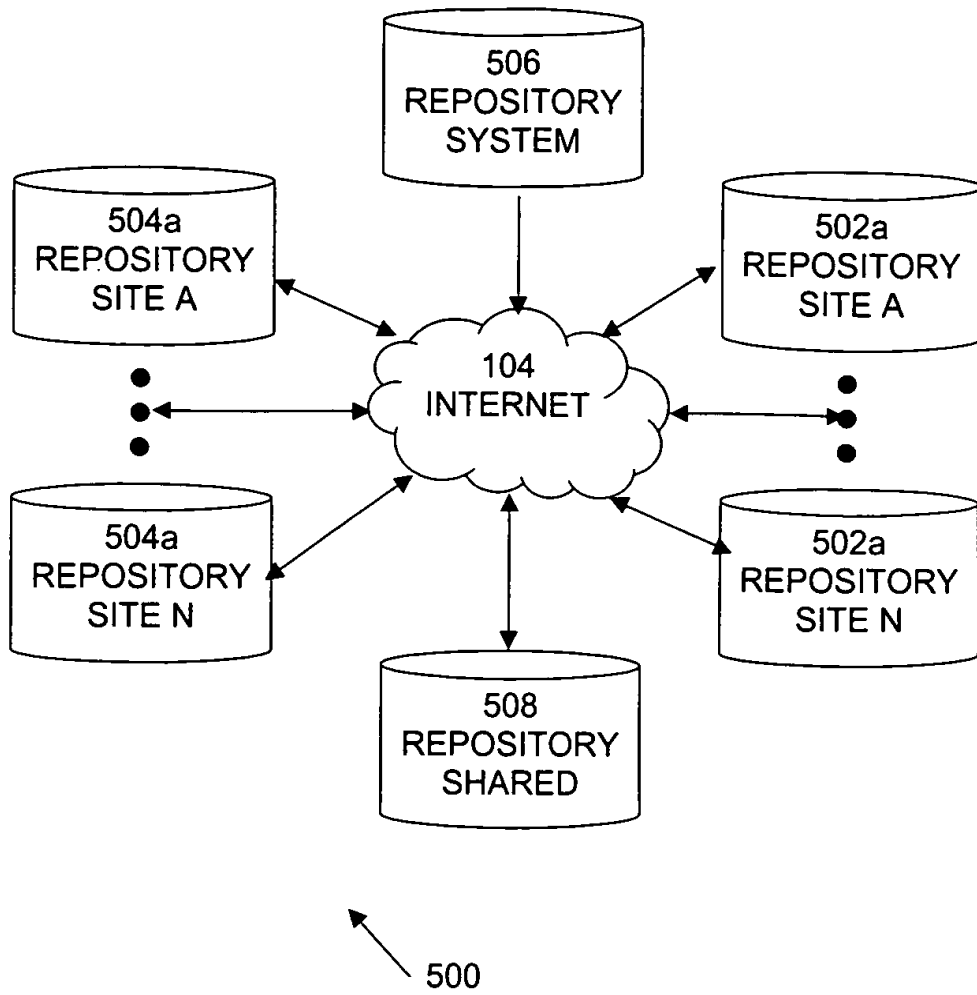 506
REPOSITORY
SYSTEM
504a
REPOSITORY
SITE A
502a
REPOSITORY
SITE A
104
INTERNET
504a
REPOSITORY
SITE N
502a
REPOSITORY
SITE N
508
REPOSITORY
SHARED
500